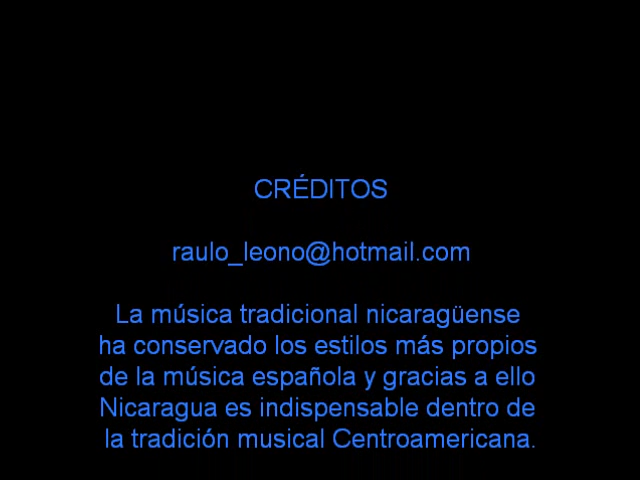 CRÉDITOS
raulo_leono@hotmail.com
La música tradicional nicaragüense
ha conservado los estilos más propios
de la música española y gracias a ello
Nicaragua es indispensable dentro de
la tradición musical Centroamericana.